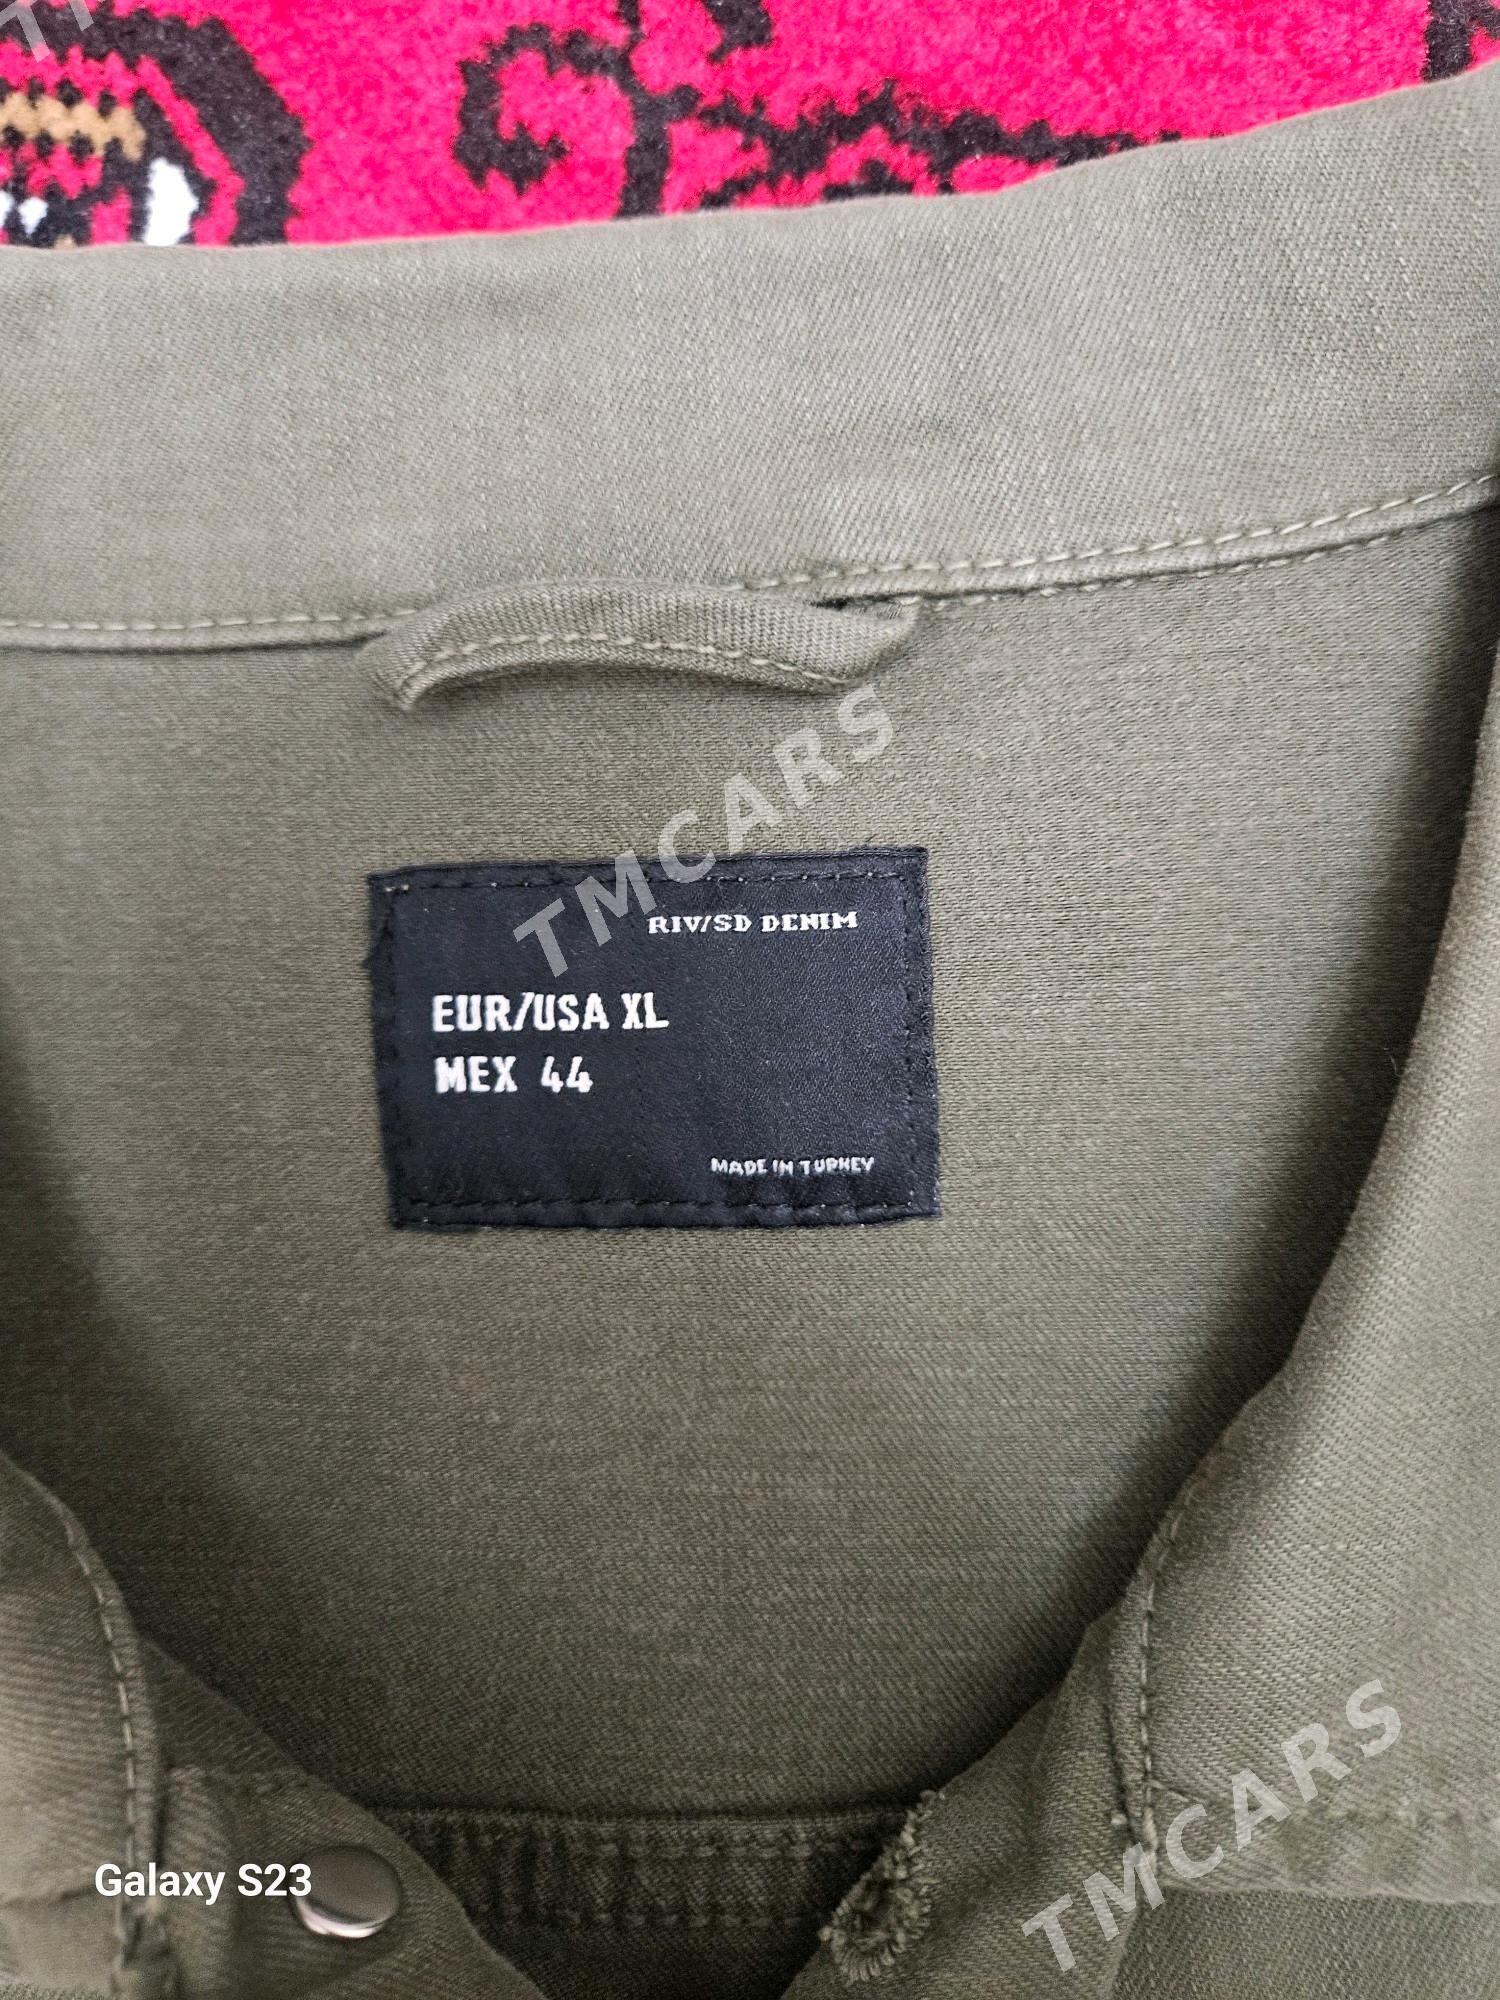 TMCARS
RIV/SD DENIM
EUR/USA XL
MEX 44
MADE IN TURKEY
Galaxy S23
TMCARS